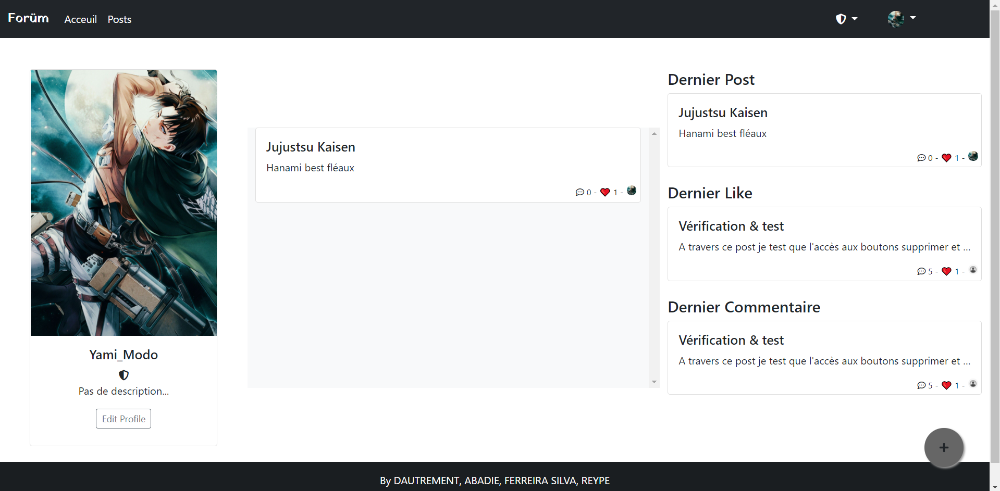 Forüm
Acceuil
Posts
Yami_Modo
Pas de description...
Edit Profile
Jujustsu Kaisen
Hanami best fléaux
0 - 1 -
Dernier Post
Jujustsu Kaisen
Hanami best fléaux
0 - 1 -
Dernier Like
Vérification & test
A travers ce post je test que l'accès aux boutons supprimer et ...
5 - 1 -
Dernier Commentaire
Vérification & test
A travers ce post je test que l'accès aux boutons supprimer et ...
5 - 1 -
+
By DAUTREMENT, ABADIE, FERREIRA SILVA, REYPE